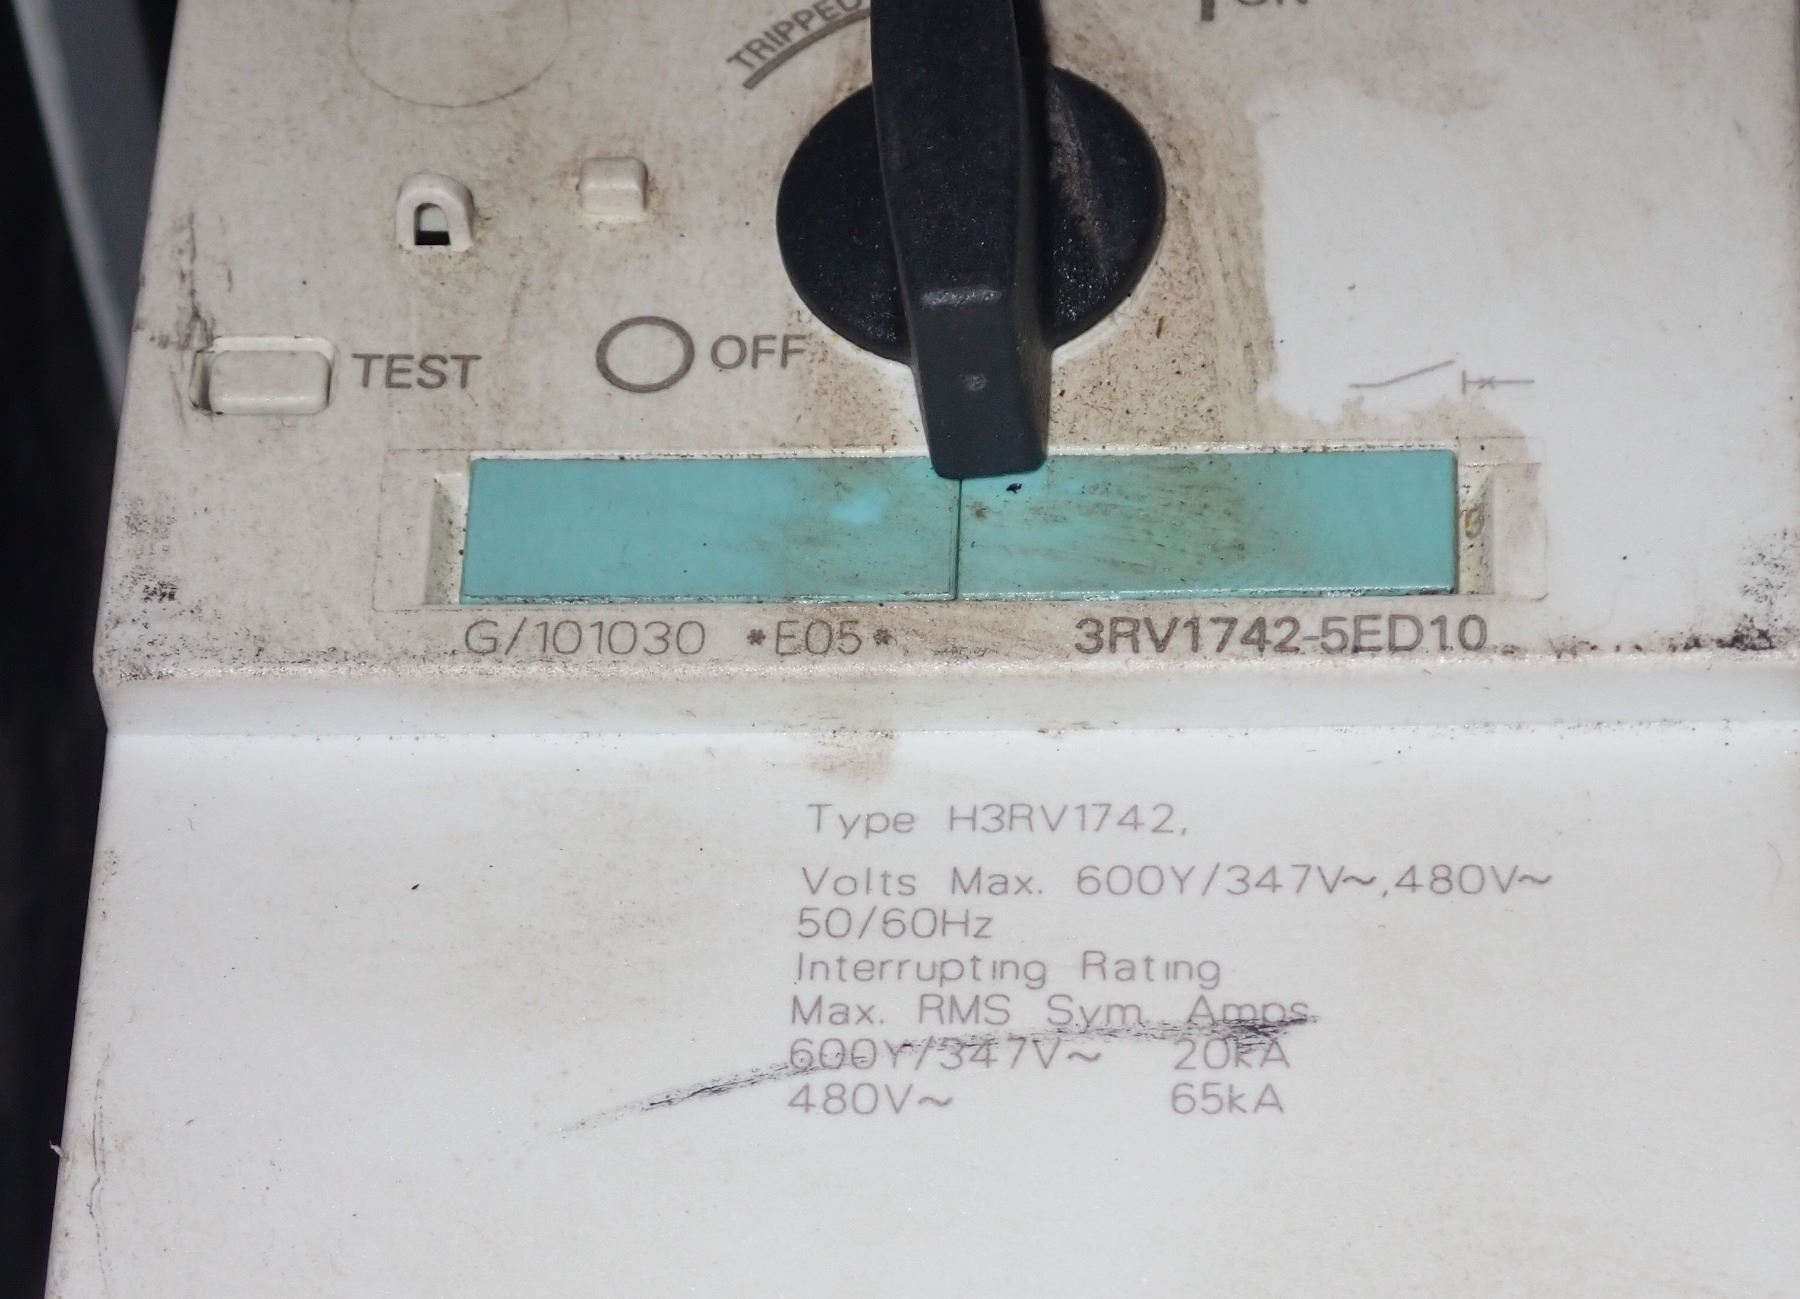 TRIPPED
TEST
OFF
G/101030 *E05* 3RV1742-5ED10
Type H3RV1742,
Volts Max. 600Y/347V~,480V~
50/60Hz
Interrupting Rating
Max. RMS Sym. Amps
600Y/347V~ 20kA
480V~ 65kA